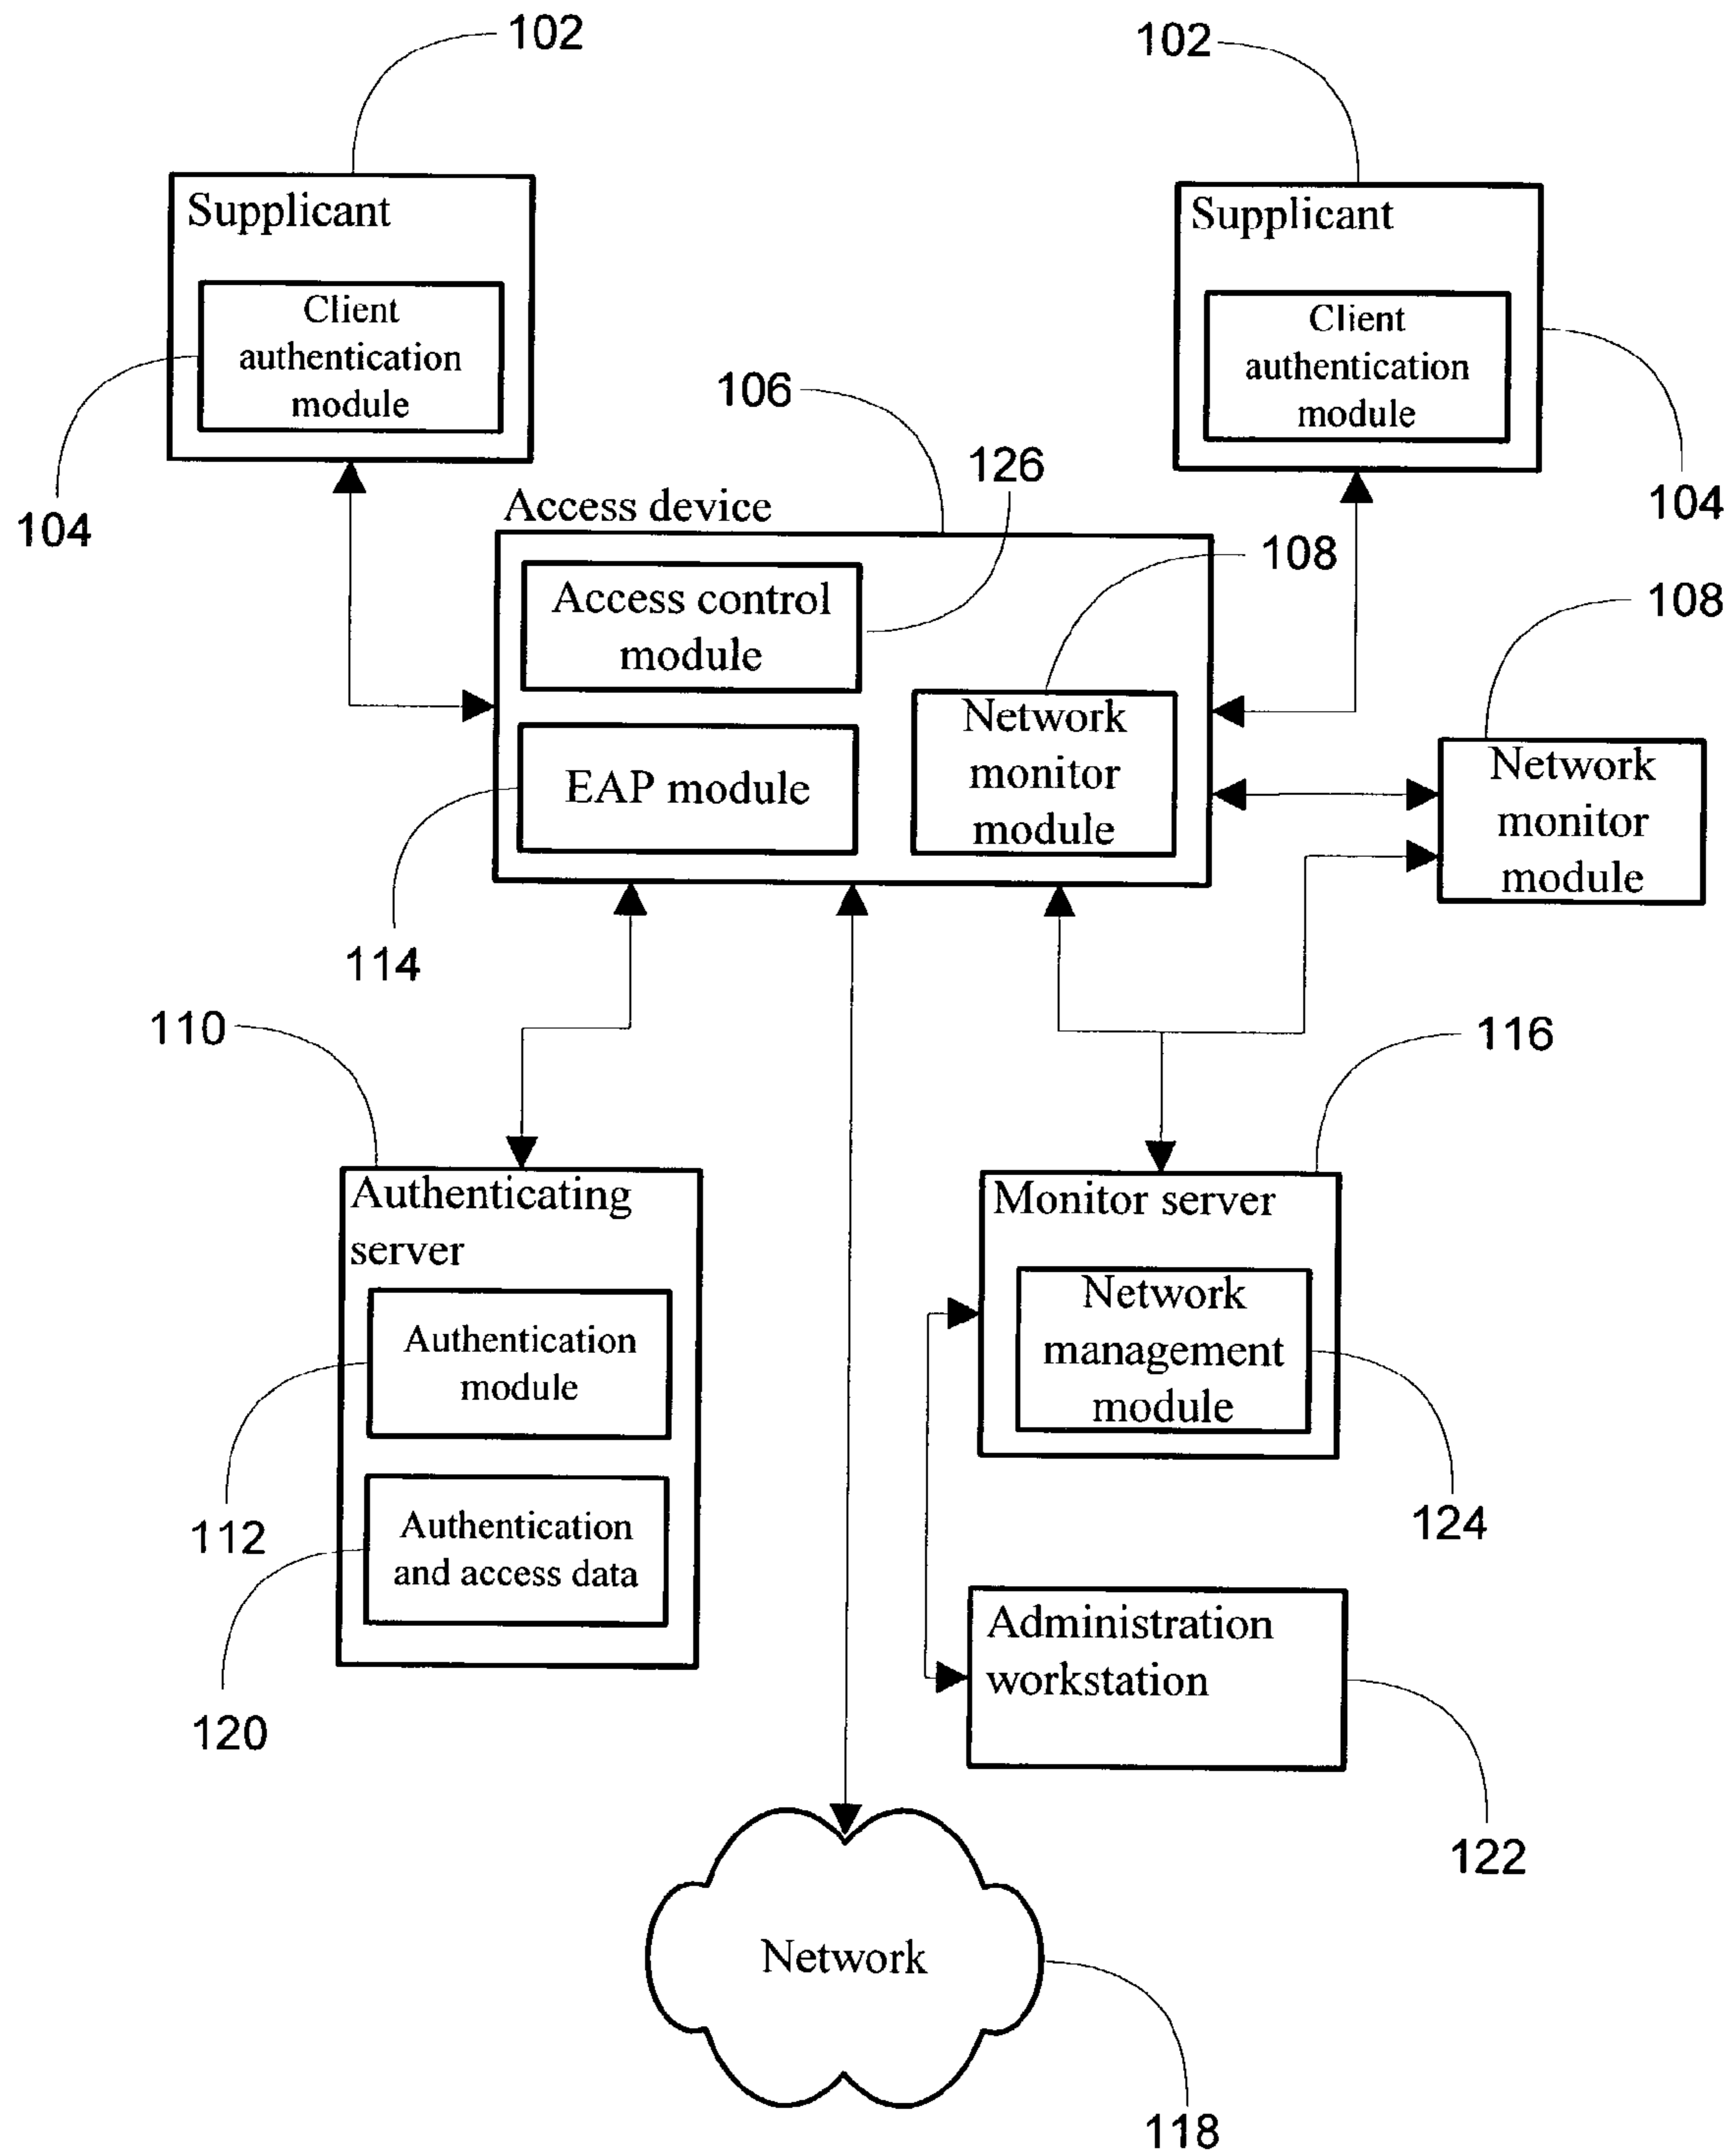 102
102
Supplicant
Client
authentication
module
104
Supplicant
Client
authentication
module
104
106
126
Access device
108
Access control
module
EAP module
Network
monitor
module
114
108
Network
monitor
module
110
116
Authenticating
server
Authentication
module
112
Authentication
and access data
120
Monitor server
Network
management
module
124
Administration
workstation
122
Network
118